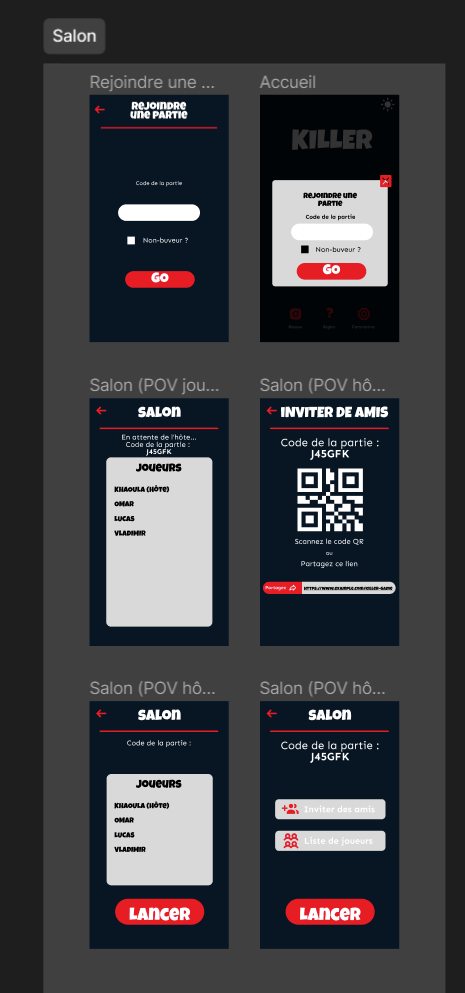 Salon
Rejoindre une ...
Accueil
Rejoindre
une partie
Code de la partie
Non-buveur ?
GO
KILLER
Rejoindre une
partie
Code de la partie
Non-buveur ?
GO
Règles
Salon (POV jou...
Salon (POV hô...
Salon
En attente de l'hôte...
Code de la partie :
J45GFK
Joueurs
Khaoula (hôte)
Omar
Lucas
Vladimir
INVITER DE AMIS
Code de la partie :
J45GFK
Scannez le code QR
ou
Partagez ce lien
Partagez
https://www.example.com/killer-game
Salon (POV hô...
Salon (POV hô...
Salon
Code de la partie :
Joueurs
Khaoula (hôte)
Omar
Lucas
Vladimir
LANCER
Salon
Code de la partie :
J45GFK
Inviter des amis
Liste de joueurs
LANCER